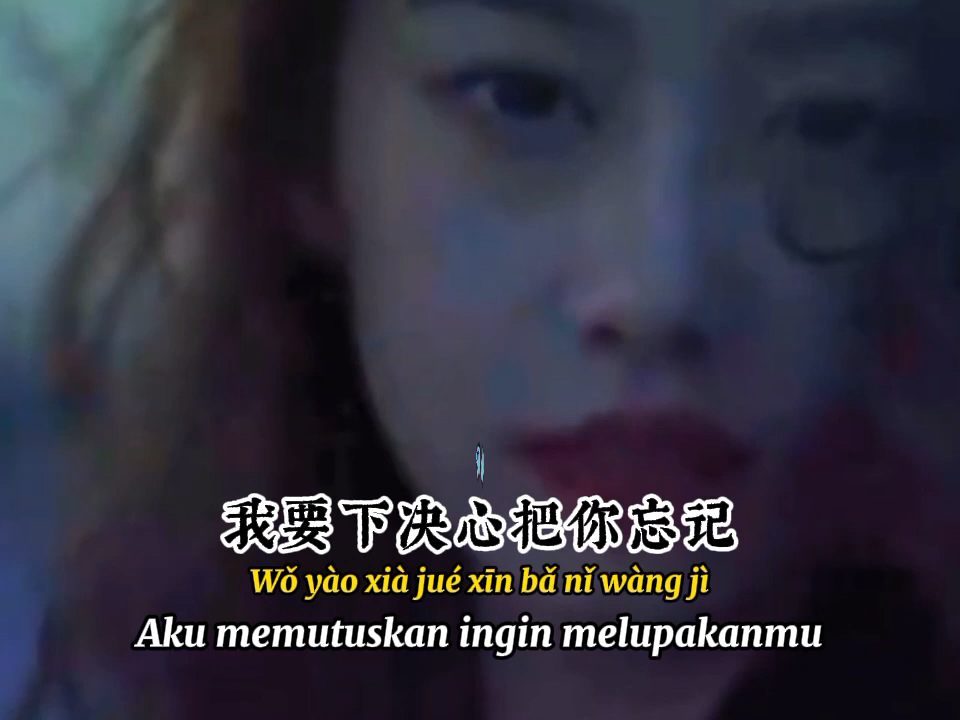 我要下决心把你忘记
Wǒ yào xià jué xīn bǎ nǐ wàng jì
Aku memutuskan ingin melupakanmu